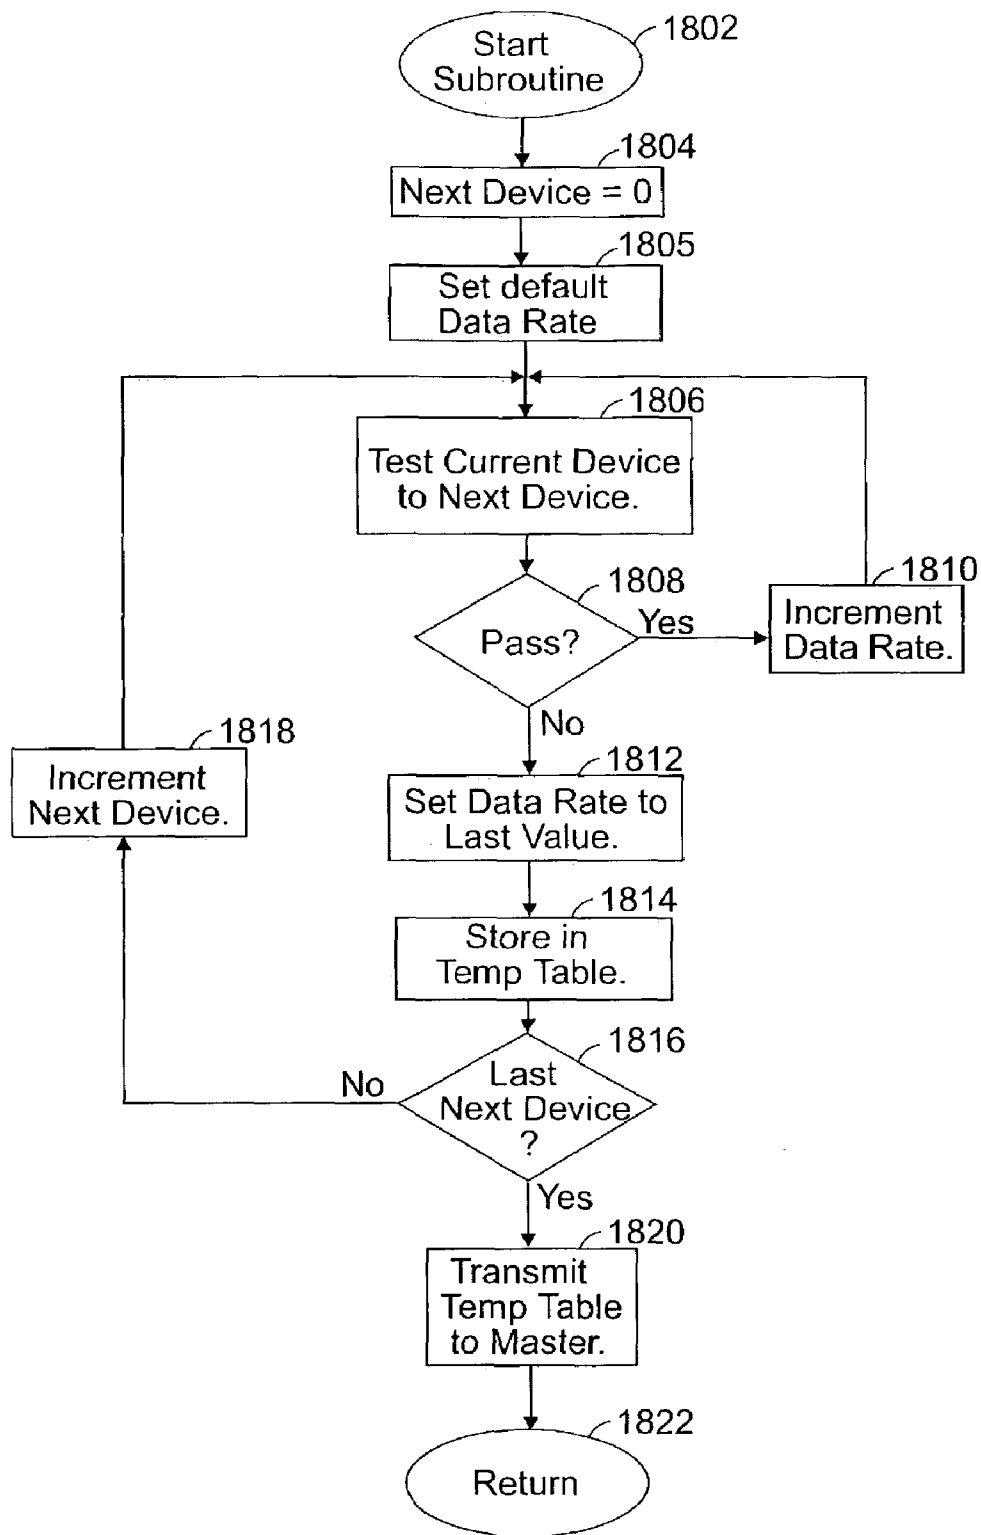 1802
Start
Subroutine
1804
Next Device = 0
1805
Set default
Data Rate
1806
Test Current Device
to Next Device.
1808
Pass?
Yes
1810
Increment
Data Rate.
No
1818
Increment
Next Device.
1812
Set Data Rate to
Last Value.
1814
Store in
Temp Table.
1816
Last
Next Device
?
No
Yes
1820
Transmit
Temp Table
to Master.
1822
Return